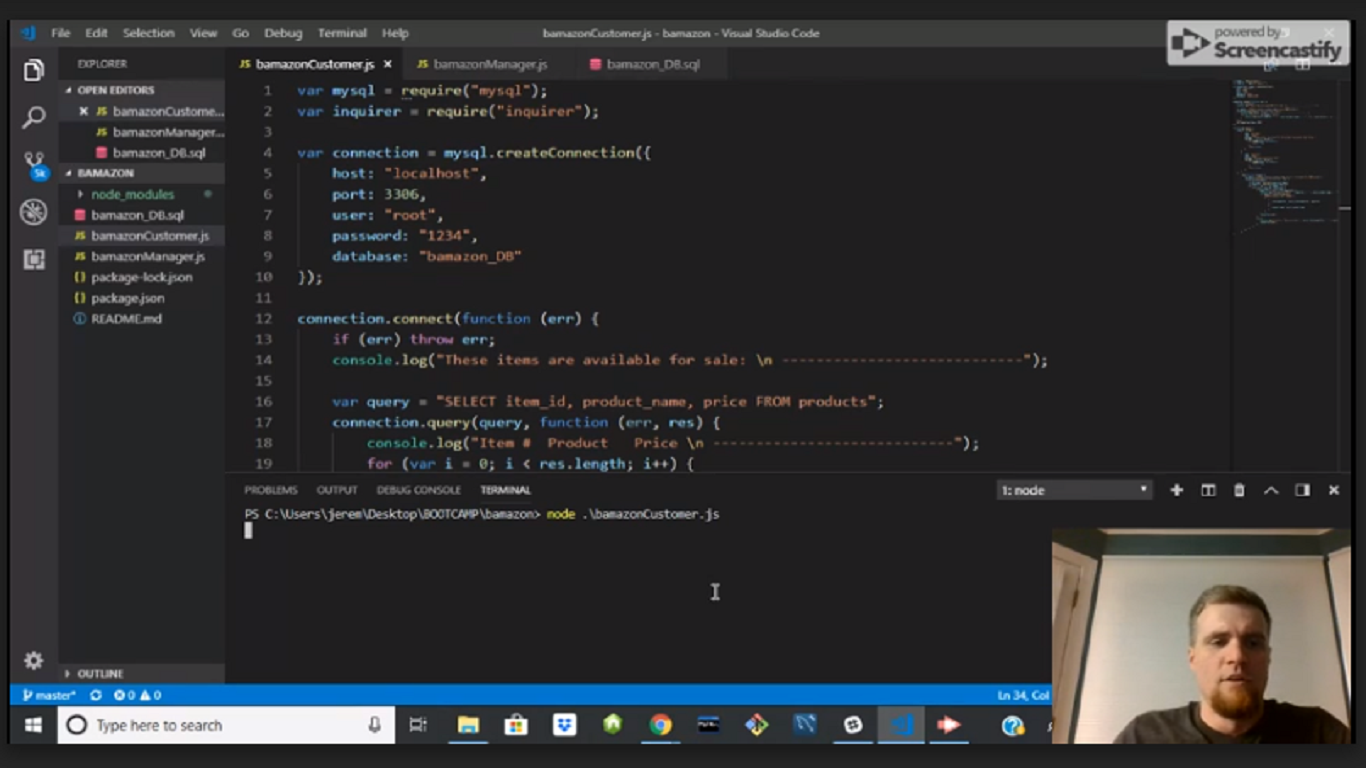 File Edit Selection View Go Debug Terminal Help
bamazonCustomer.js - bamazon - Visual Studio Code
powered by
Screencastify
EXPLORER
JS bamazonCustomer.js ×
JS bamazonManager.js
bamazon_DB.sql
OPEN EDITORS
× JS bamazonCustome...
JS bamazonManager...
bamazon_DB.sql
5k
BAMAZON
node_modules
bamazon_DB.sql
JS bamazonCustomer.js
JS bamazonManager.js
{} package-lock.json
{} package.json
README.md
OUTLINE
1 var mysql = require("mysql");
2 var inquirer = require("inquirer");
3
4 var connection = mysql.createConnection({
5 host: "localhost",
6 port: 3306,
7 user: "root",
8 password: "1234",
9 database: "bamazon_DB"
10 });
11
12 connection.connect(function (err) {
13 if (err) throw err;
14 console.log("These items are available for sale: \n ----------------------------");
15
16 var query = "SELECT item_id, product_name, price FROM products";
17 connection.query(query, function (err, res) {
18 console.log("Item # Product Price \n ----------------------------");
19 for (var i = 0; i < res.length; i++) {
PROBLEMS OUTPUT DEBUG CONSOLE TERMINAL
1: node
PS C:\Users\jerem\Desktop\BOOTCAMP\bamazon> node .\bamazonCustomer.js
master* 0 0
Ln 34, Col
Type here to search